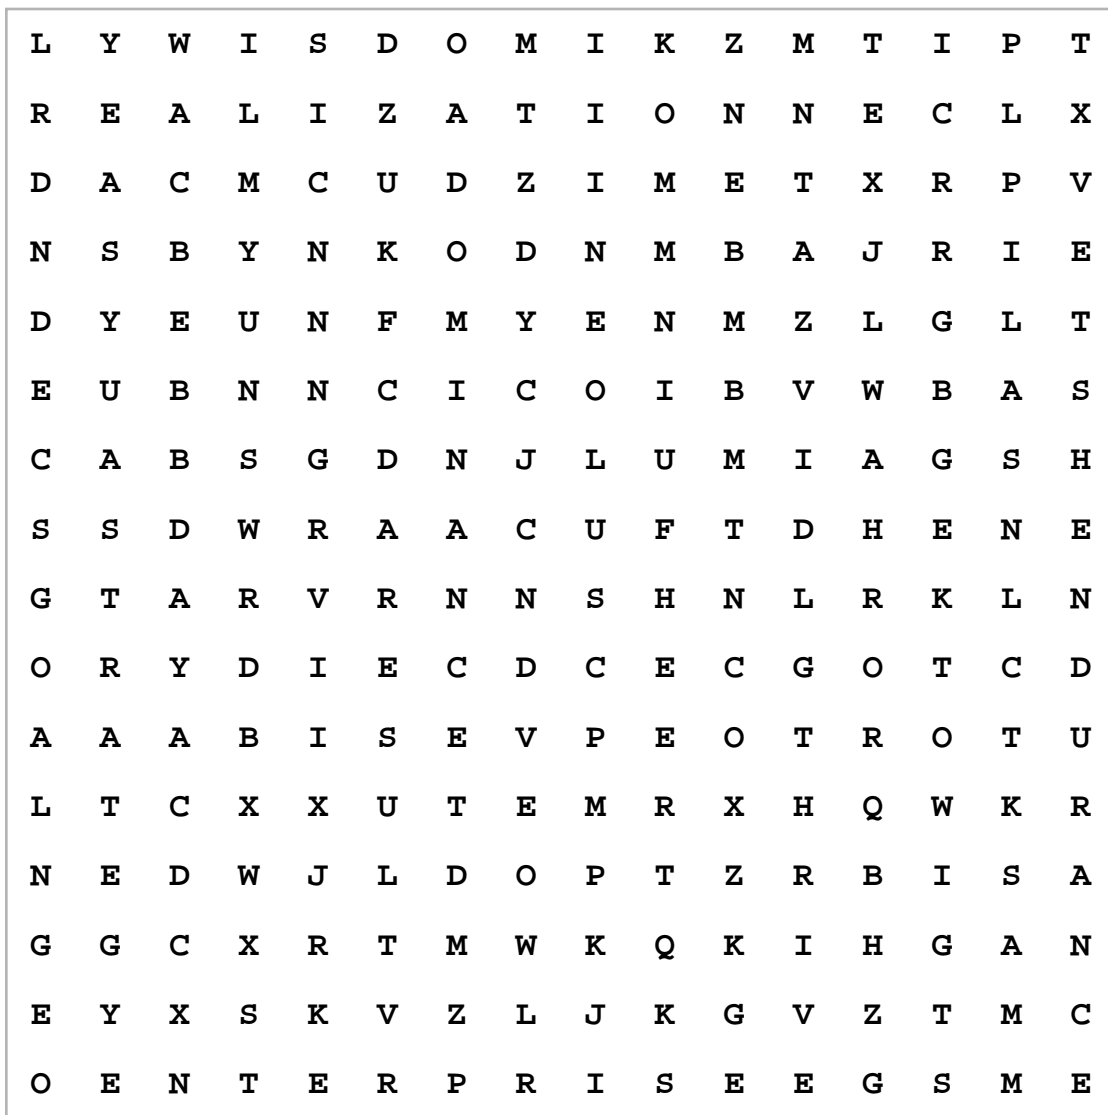 L Y W I S D O M I K Z M T I P T
R E A L I Z A T I O N N E C L X
D A C M C U D Z I M E T X R P V
N S B Y N K O D N M B A J R I E
D Y E U N F M Y E N M Z L G L T
E U B N N C I C O I B V W B A S
C A B S G D N J L U M I A G S H
S S D W R A A C U F T D H E N E
G T A R V R N N S H N L R K L N
O R Y D I E C D C E C G O T C D
A A A B I S E V P E O T R O T U
L T C X X U T E M R X H Q W K R
N E D W J L D O P T Z R B I S A
G G C X R T M W K Q K I H G A N
E Y X S K V Z L J K G V Z T M C
O E N T E R P R I S E E G S M E